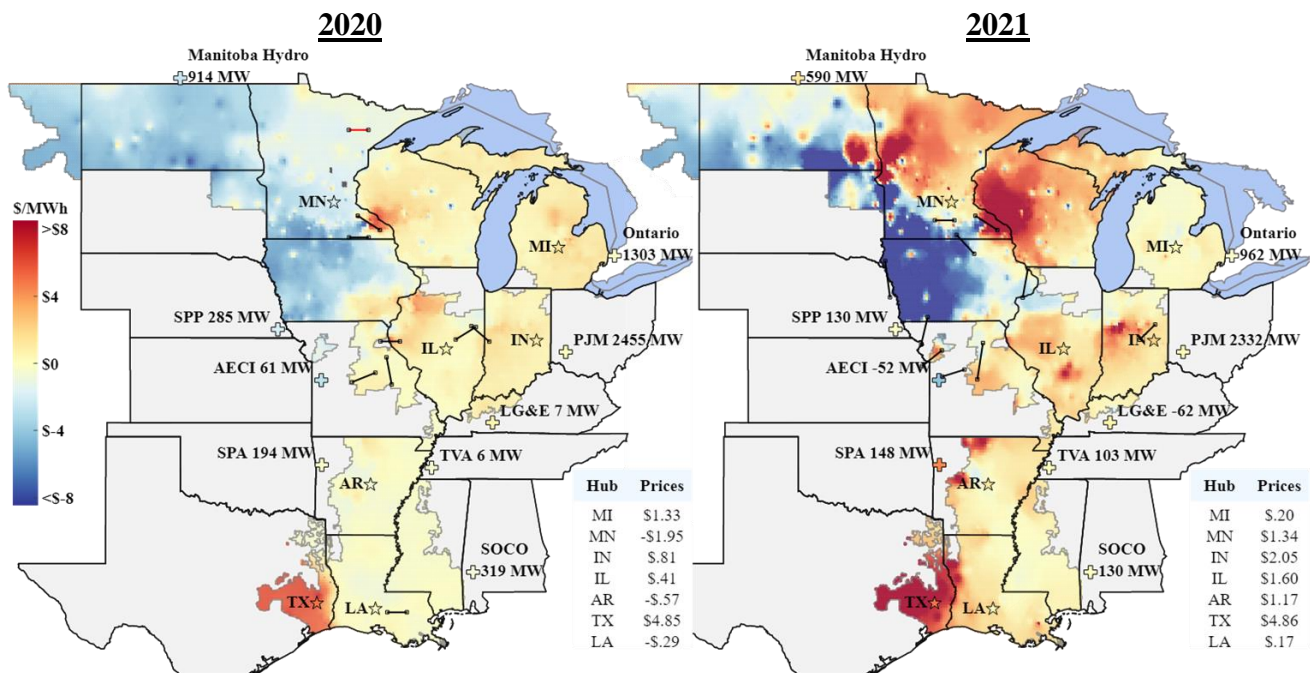 2020
Manitoba Hydro
914 MW
$/MWh
>$8
$4
$0
$-4
<$-8
MN
MI
Ontario
1303 MW
SPP 285 MW
IL
IN
PJM 2455 MW
AECI 61 MW
LG&E 7 MW
SPA 194 MW
TVA 6 MW
AR
SOCO
319 MW
TX
LA
Hub Prices
MI $1.33
MN -$1.95
IN $.81
IL $.41
AR -$.57
TX $4.85
LA -$.29
2021
Manitoba Hydro
590 MW
MN
MI
Ontario
962 MW
SPP 130 MW
IL
IN
PJM 2332 MW
AECI -52 MW
LG&E -62 MW
SPA 148 MW
TVA 103 MW
AR
SOCO
130 MW
TX
LA
Hub Prices
MI $.20
MN $1.34
IN $2.05
IL $1.60
AR $1.17
TX $4.86
LA $.17